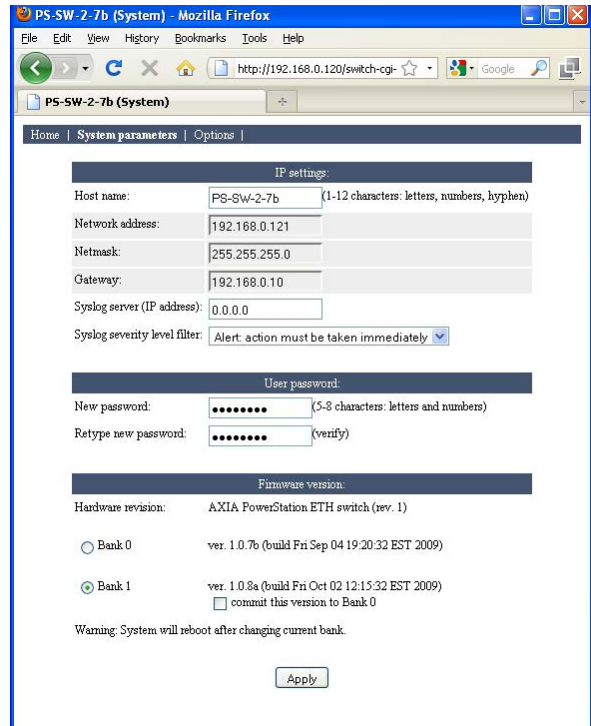 PS-SW-2-7b (System) - Mozilla Firefox
File Edit View History Bookmarks Tools Help
http://192.168.0.120/switch-cgi- Google
PS-SW-2-7b (System)
Home | System parameters | Options |
IP settings:
Host name: PS-SW-2-7b (1-12 characters: letters, numbers, hyphen)
Network address: 192.168.0.121
Netmask: 255.255.255.0
Gateway: 192.168.0.10
Syslog server (IP address): 0.0.0.0
Syslog severity level filter: Alert: action must be taken immediately
User password:
New password: •••••••• (5-8 characters: letters and numbers)
Retype new password: •••••••• (verify)
Firmware version:
Hardware revision: AXIA PowerStation ETH switch (rev. 1)
Bank 0 ver. 1.0.7b (build Fri Sep 04 19:20:32 EST 2009)
Bank 1 ver. 1.0.8a (build Fri Oct 02 12:15:32 EST 2009)
commit this version to Bank 0
Warning: System will reboot after changing current bank.
Apply